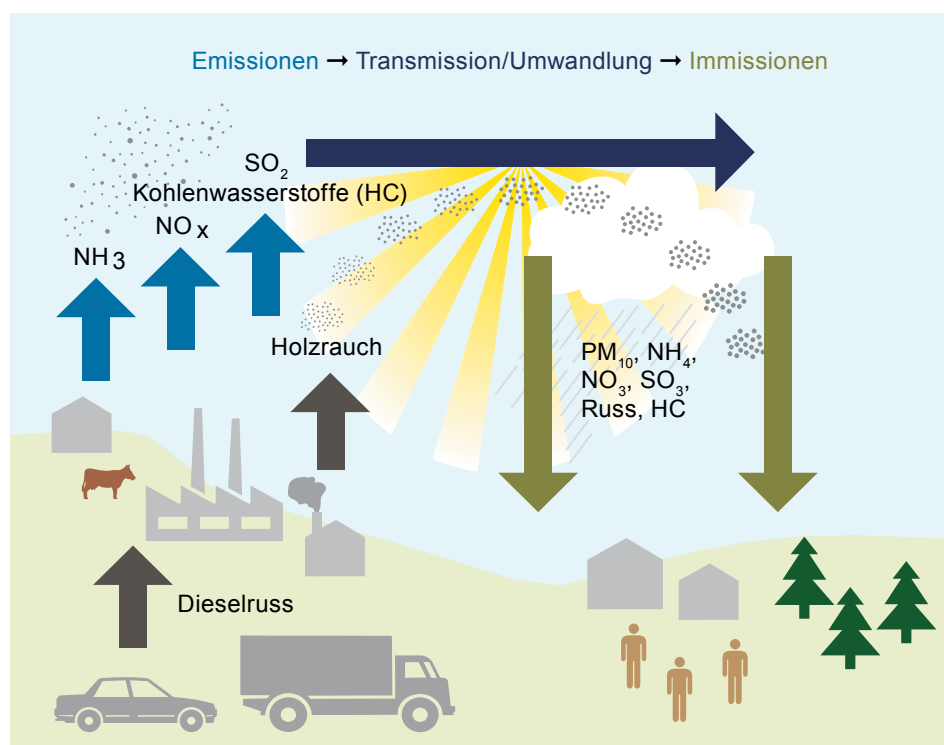 Emissionen → Transmission/Umwandlung → Immissionen
SO₂
Kohlenwasserstoffe (HC)
NOₓ
NH₃
Holzrauch
PM₁₀, NH₄,
NO₃, SO₃,
Russ, HC
Dieselruss